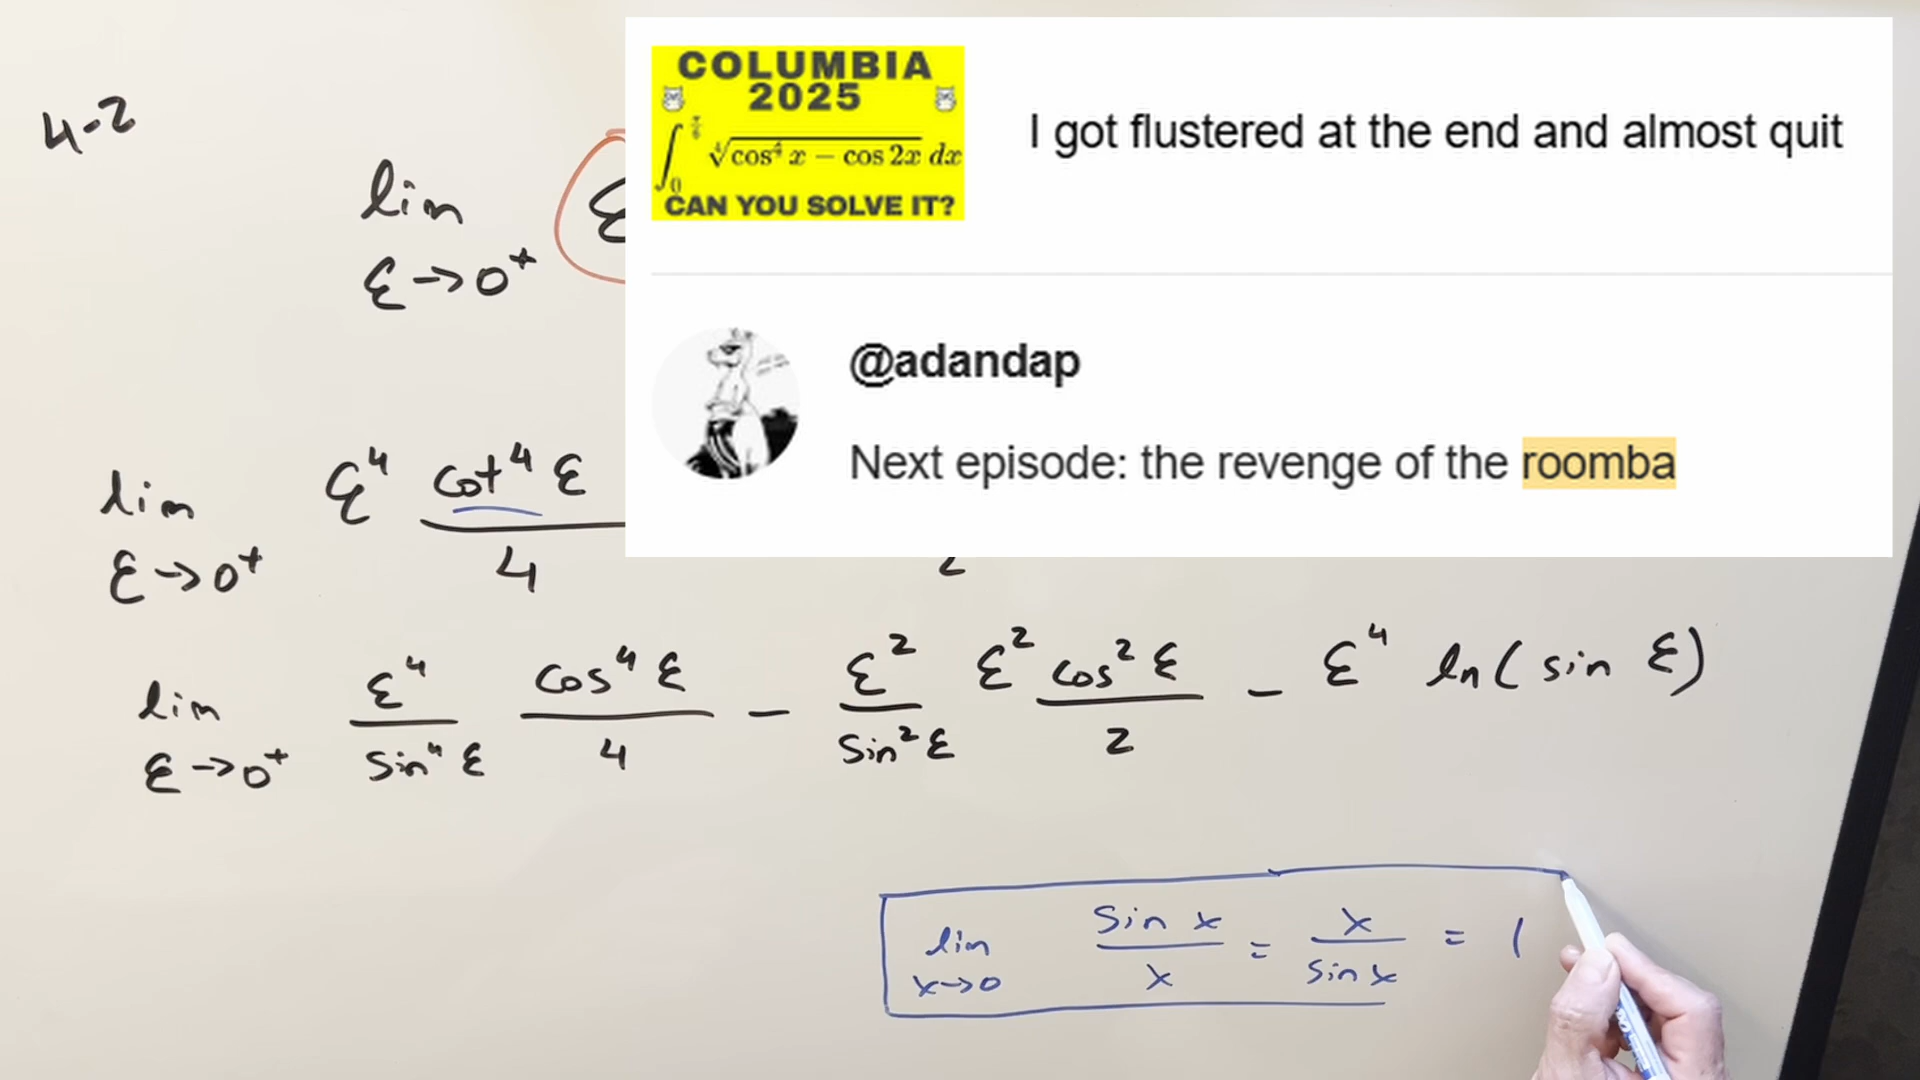 4-2
lim
ε→0⁺
COLUMBIA
2025
∫₀^(π/6) ∜(cos⁴ x − cos 2x) dx
CAN YOU SOLVE IT?
I got flustered at the end and almost quit
@adandap
Next episode: the revenge of the roomba
lim ε→0⁺ ε⁴ cot⁴ ε / 4
lim ε→0⁺ ε⁴/sin⁴ ε cos⁴ ε/4 − ε²/sin² ε ε² cos² ε/2 − ε⁴ ln(sin ε)
lim x→0 sin x/x = x/sin x = 1